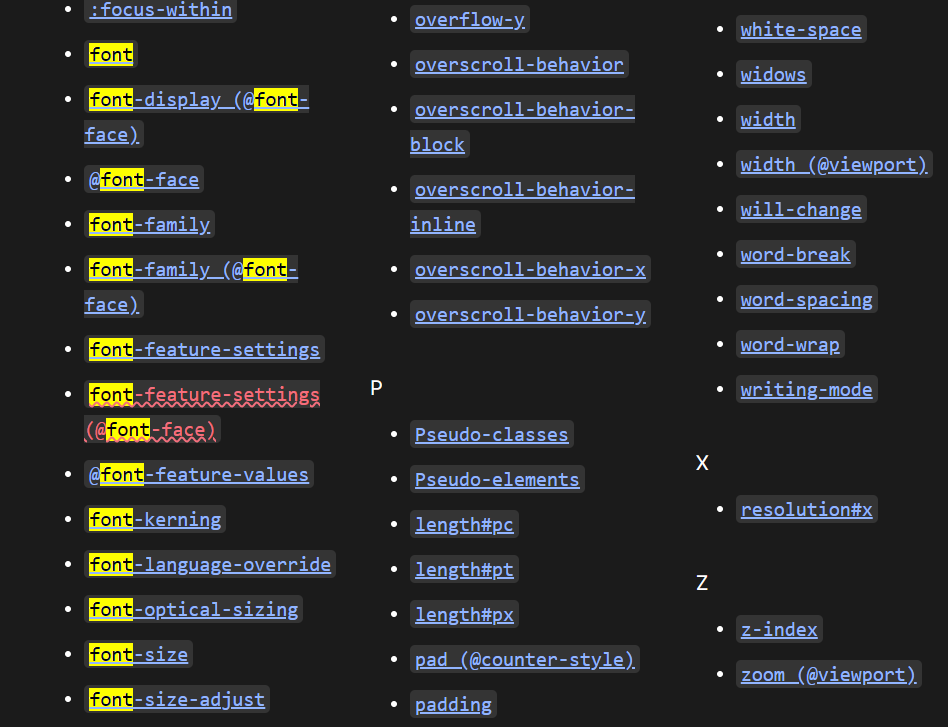 :focus-within
font
font-display (@font-
face)
@font-face
font-family
font-family (@font-
face)
font-feature-settings
font-feature-settings
(@font-face)
@font-feature-values
font-kerning
font-language-override
font-optical-sizing
font-size
font-size-adjust
overflow-y
overscroll-behavior
overscroll-behavior-
block
overscroll-behavior-
inline
overscroll-behavior-x
overscroll-behavior-y
P
Pseudo-classes
Pseudo-elements
length#pc
length#pt
length#px
pad (@counter-style)
padding
white-space
widows
width
width (@viewport)
will-change
word-break
word-spacing
word-wrap
writing-mode
X
resolution#x
Z
z-index
zoom (@viewport)